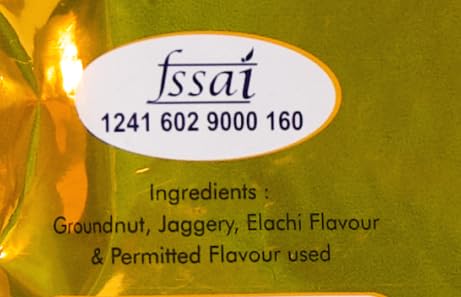 fssai
1241 602 9000 160
Ingredients :
Groundnut, Jaggery, Elachi Flavour
& Permitted Flavour used